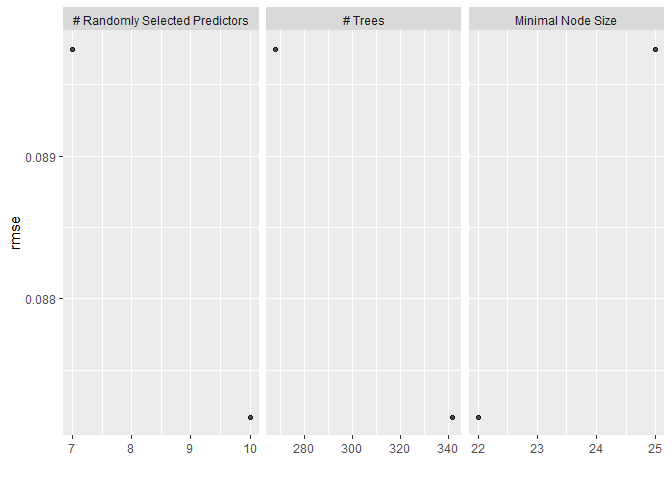 # Randomly Selected Predictors
# Trees
Minimal Node Size
rmse
0.089
0.088
7 8 9 10
280 300 320 340
22 23 24 25